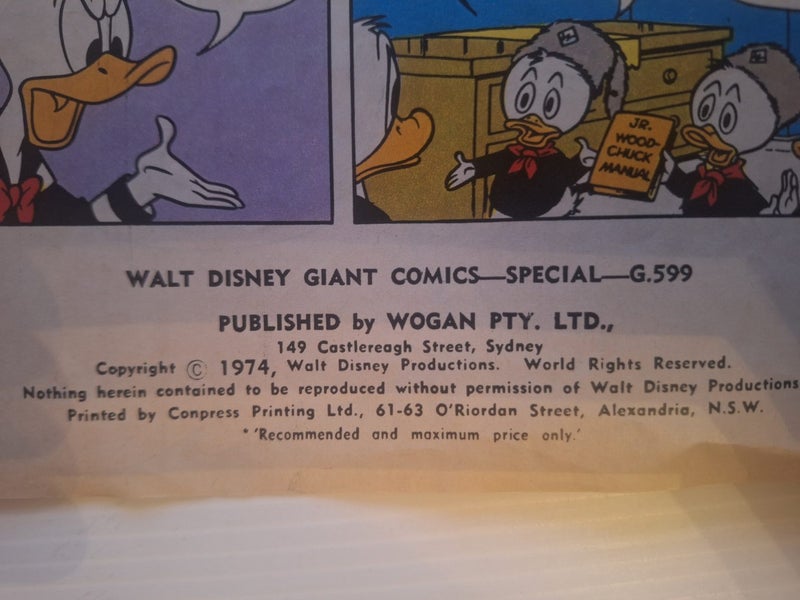 JR.
WOOD-
CHUCK
MANUAL
WALT DISNEY GIANT COMICS—SPECIAL—G.599
PUBLISHED by WOGAN PTY. LTD.,
149 Castlereagh Street, Sydney
Copyright © 1974, Walt Disney Productions. World Rights Reserved.
Nothing herein contained to be reproduced without permission of Walt Disney Productions
Printed by Conpress Printing Ltd., 61-63 O'Riordan Street, Alexandria, N.S.W.
*'Recommended and maximum price only.'